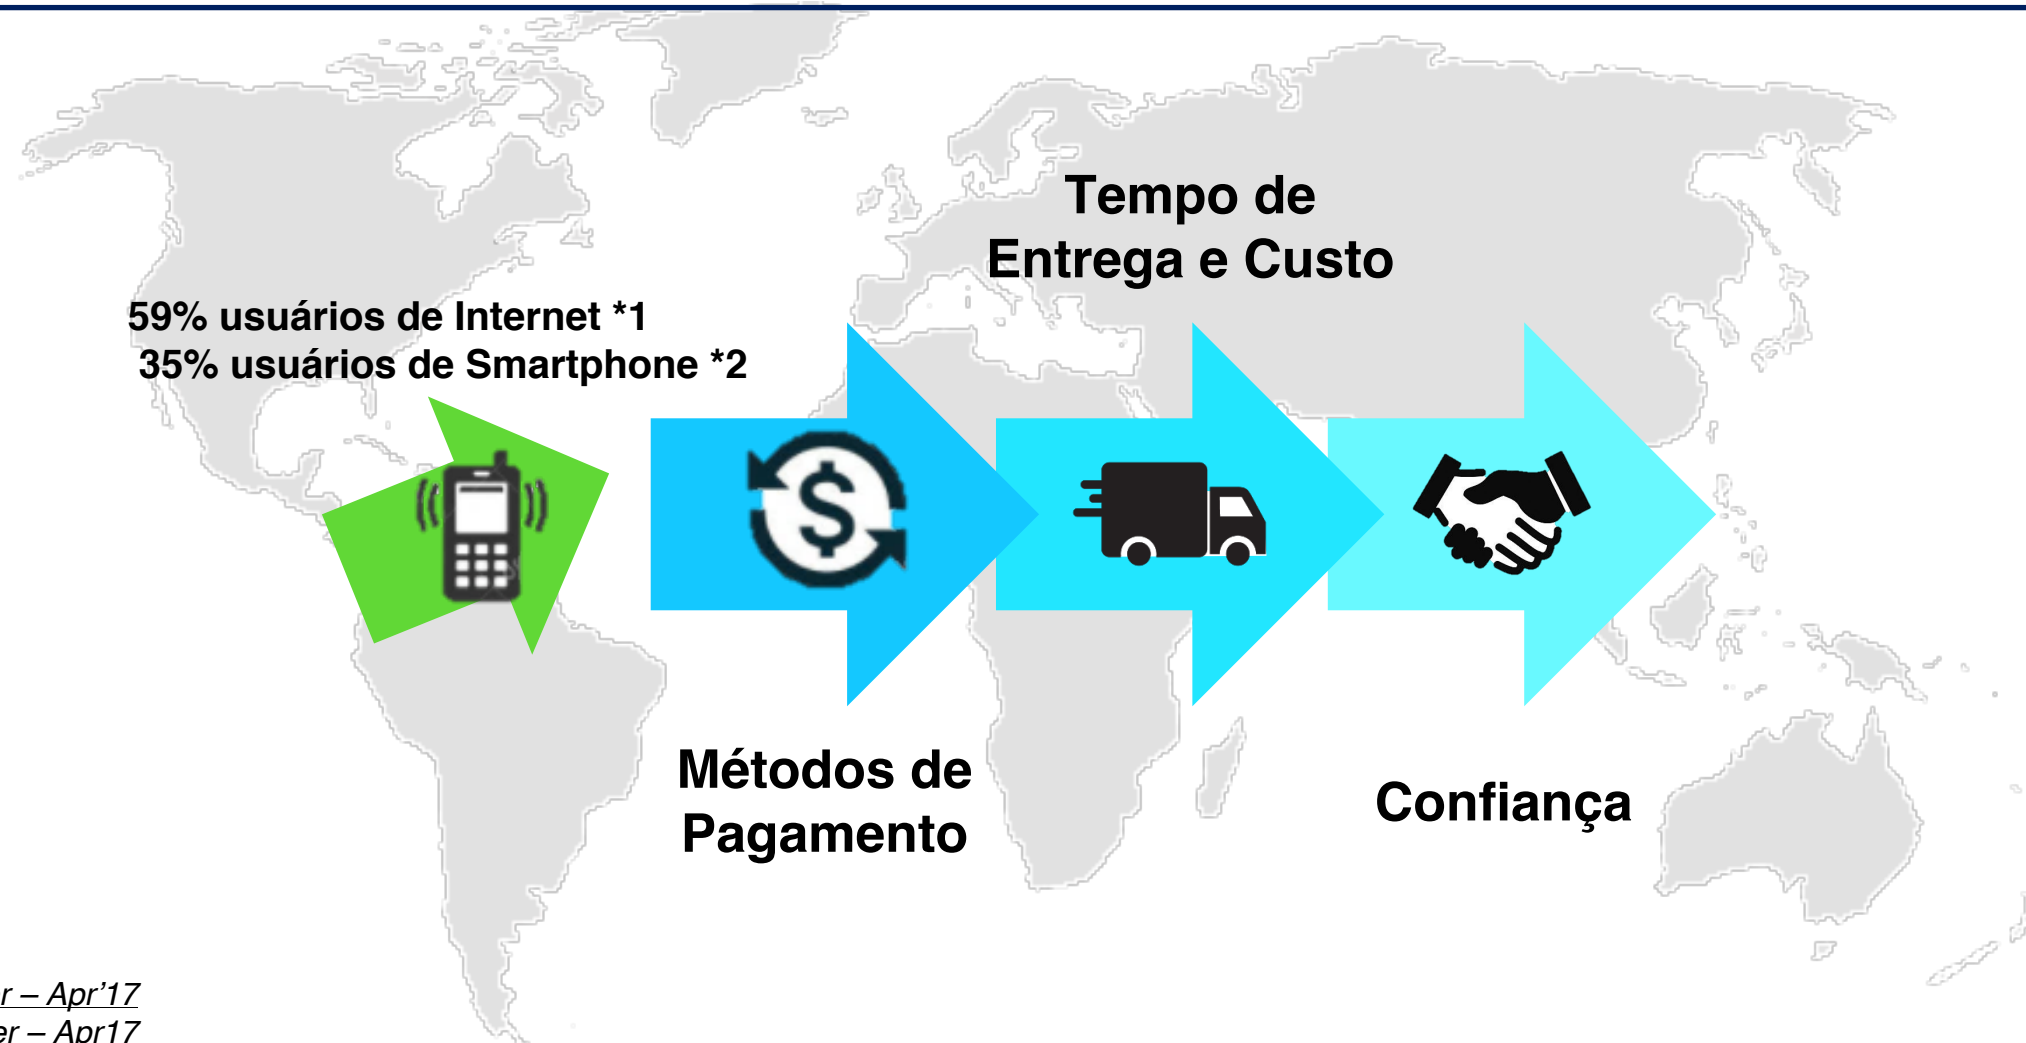 Tempo de
Entrega e Custo
59% usuários de Internet *1
35% usuários de Smartphone *2
$
Métodos de
Pagamento
Confiança
– Apr’17
– Apr17